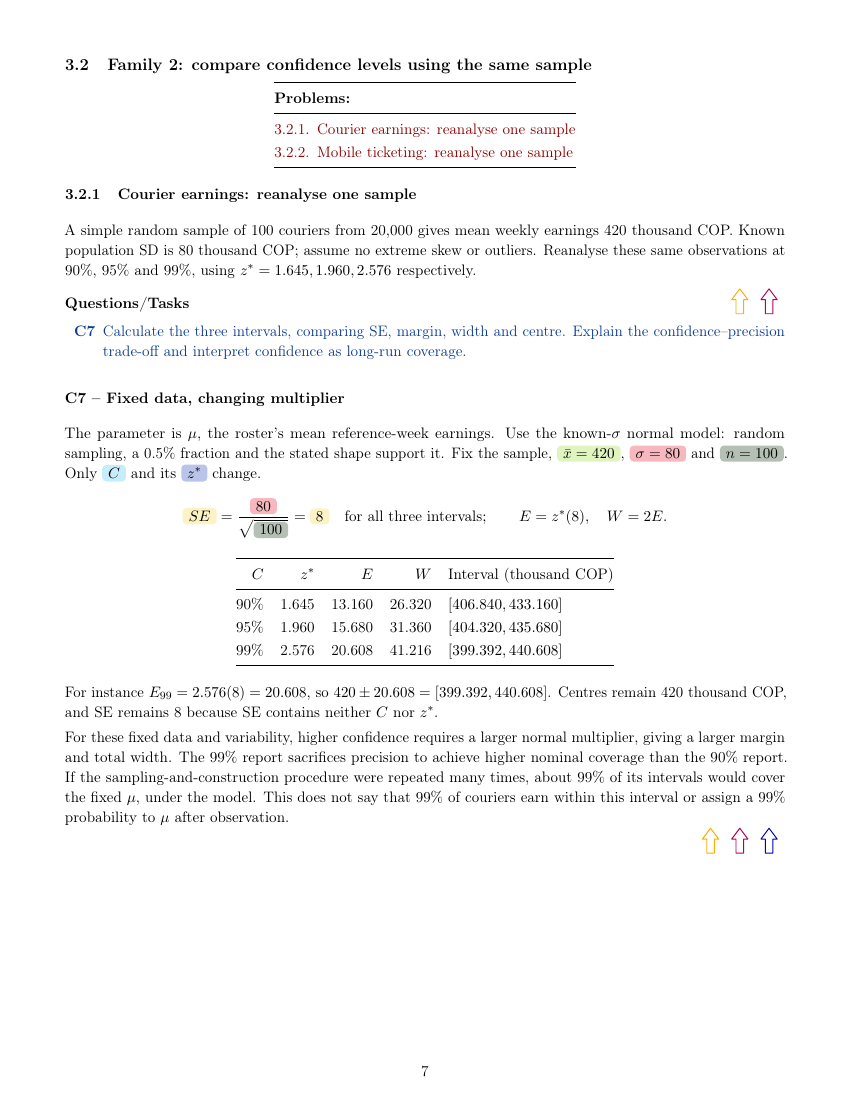 3.2 Family 2: compare confidence levels using the same sample
Problems:
3.2.1. Courier earnings: reanalyse one sample
3.2.2. Mobile ticketing: reanalyse one sample
3.2.1 Courier earnings: reanalyse one sample
A simple random sample of 100 couriers from 20,000 gives mean weekly earnings 420 thousand COP. Known
population SD is 80 thousand COP; assume no extreme skew or outliers. Reanalyse these same observations at
90%, 95% and 99%, using z* = 1.645, 1.960, 2.576 respectively.
Questions/Tasks
C7 Calculate the three intervals, comparing SE, margin, width and centre. Explain the confidence–precision
trade-off and interpret confidence as long-run coverage.
C7 – Fixed data, changing multiplier
The parameter is μ, the roster's mean reference-week earnings. Use the known-σ normal model: random
sampling, a 0.5% fraction and the stated shape support it. Fix the sample, x̄ = 420, σ = 80 and n = 100.
Only C and its z* change.
SE = 80/√100 = 8 for all three intervals; E = z*(8), W = 2E.
C z* E W Interval (thousand COP)
90% 1.645 13.160 26.320 [406.840, 433.160]
95% 1.960 15.680 31.360 [404.320, 435.680]
99% 2.576 20.608 41.216 [399.392, 440.608]
For instance E₉₉ = 2.576(8) = 20.608, so 420 ± 20.608 = [399.392, 440.608]. Centres remain 420 thousand COP,
and SE remains 8 because SE contains neither C nor z*.
For these fixed data and variability, higher confidence requires a larger normal multiplier, giving a larger margin
and total width. The 99% report sacrifices precision to achieve higher nominal coverage than the 90% report.
If the sampling-and-construction procedure were repeated many times, about 99% of its intervals would cover
the fixed μ, under the model. This does not say that 99% of couriers earn within this interval or assign a 99%
probability to μ after observation.
7